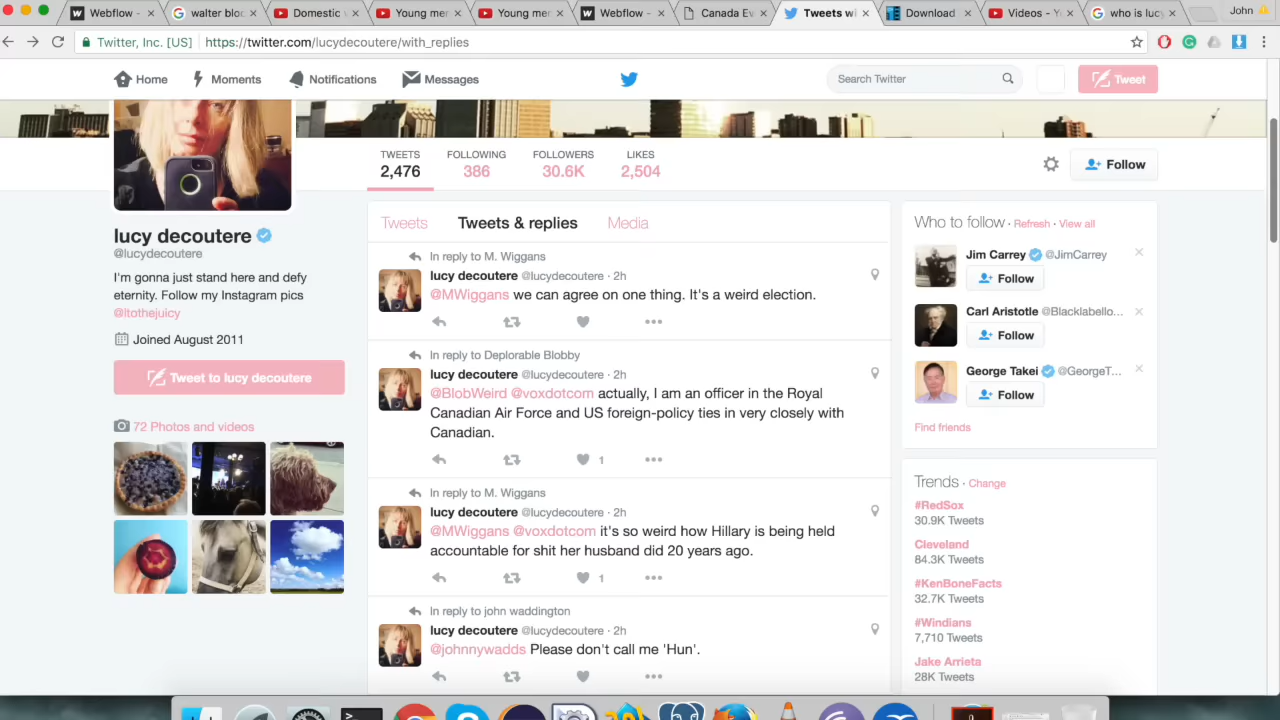 Webflow -
walter blo
Domestic v
Young mer
Young mer
Webflow -
Canada Ev
Tweets wi
Download
Videos - Y
who is lucy
John
Twitter, Inc. [US]
https://twitter.com/lucydecoutere/with_replies
Home
Moments
Notifications
Messages
Search Twitter
Tweet
TWEETS
2,476
FOLLOWING
386
FOLLOWERS
30.6K
LIKES
2,504
Follow
lucy decoutere
@lucydecoutere
I'm gonna just stand here and defy
eternity. Follow my Instagram pics
@ltothejuicy
Joined August 2011
Tweet to lucy decoutere
72 Photos and videos
Tweets
Tweets & replies
Media
In reply to M. Wiggans
lucy decoutere @lucydecoutere · 2h
@MWiggans we can agree on one thing. It's a weird election.
In reply to Deplorable Blobby
lucy decoutere @lucydecoutere · 2h
@BlobWeird @voxdotcom actually, I am an officer in the Royal
Canadian Air Force and US foreign-policy ties in very closely with
Canadian.
1
In reply to M. Wiggans
lucy decoutere @lucydecoutere · 2h
@MWiggans @voxdotcom it's so weird how Hillary is being held
accountable for shit her husband did 20 years ago.
1
In reply to john waddington
lucy decoutere @lucydecoutere · 2h
@johnnywadds Please don't call me 'Hun'.
Who to follow · Refresh · View all
Jim Carrey @JimCarrey
Follow
Carl Aristotle @Blacklabello...
Follow
George Takei @GeorgeT...
Follow
Find friends
Trends · Change
#RedSox
30.9K Tweets
Cleveland
84.3K Tweets
#KenBoneFacts
32.7K Tweets
#Windians
7,710 Tweets
Jake Arrieta
28K Tweets